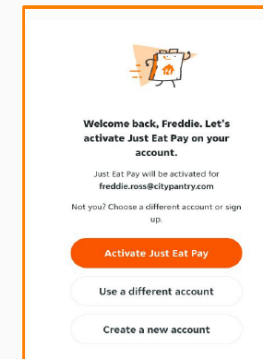 Welcome back, Freddie. Let's
activate Just Eat Pay on your
account.
Just Eat Pay will be activated for
freddie.ross@citypantry.com
Not you? Choose a different account or sign
up.
Activate Just Eat Pay
Use a different account
Create a new account